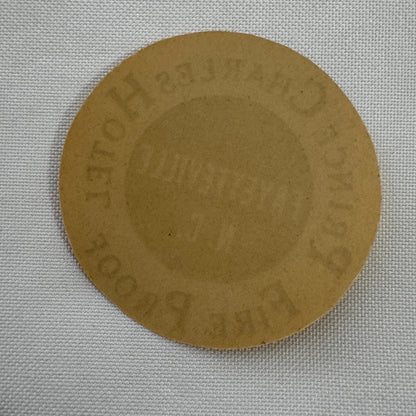 PRINCE CHARLES HOTEL
FAYETTEVILLE
N.C.
FIRE PROOF